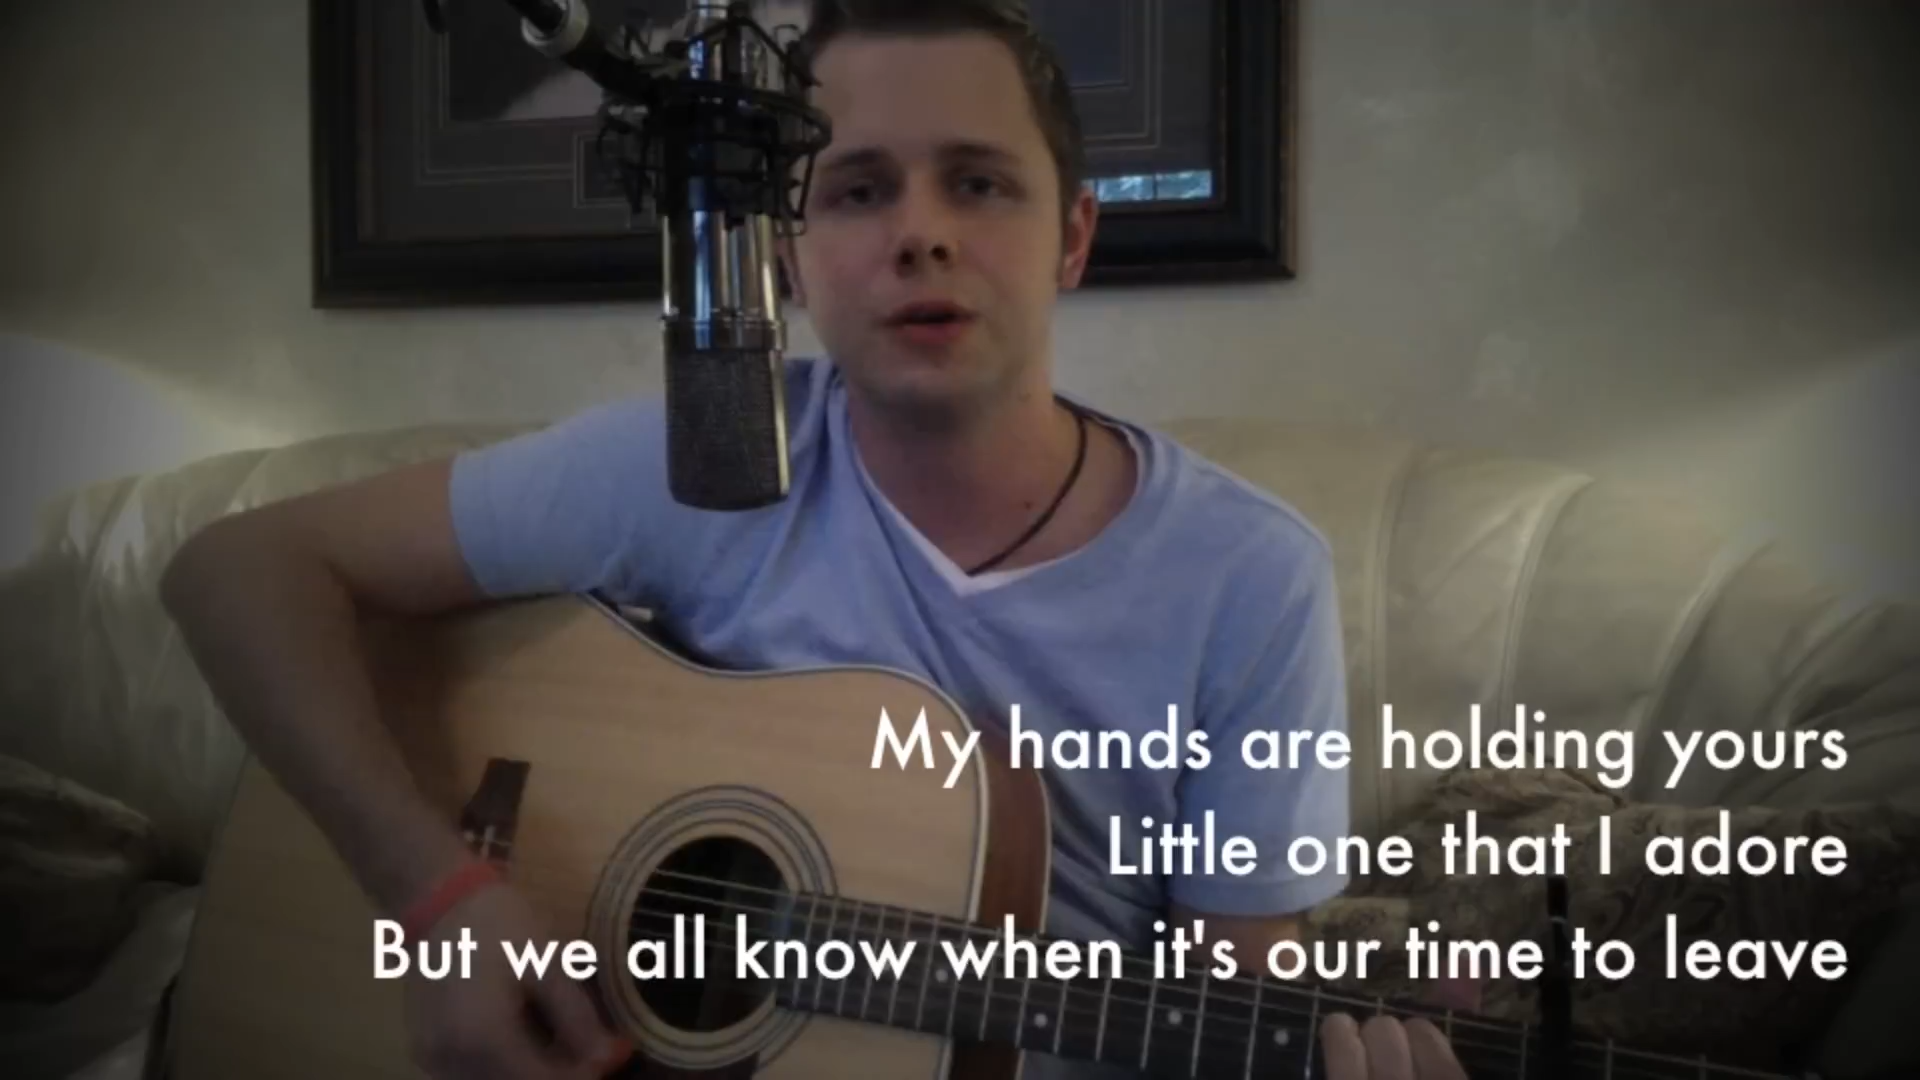 My hands are holding yours
Little one that I adore
But we all know when it's our time to leave